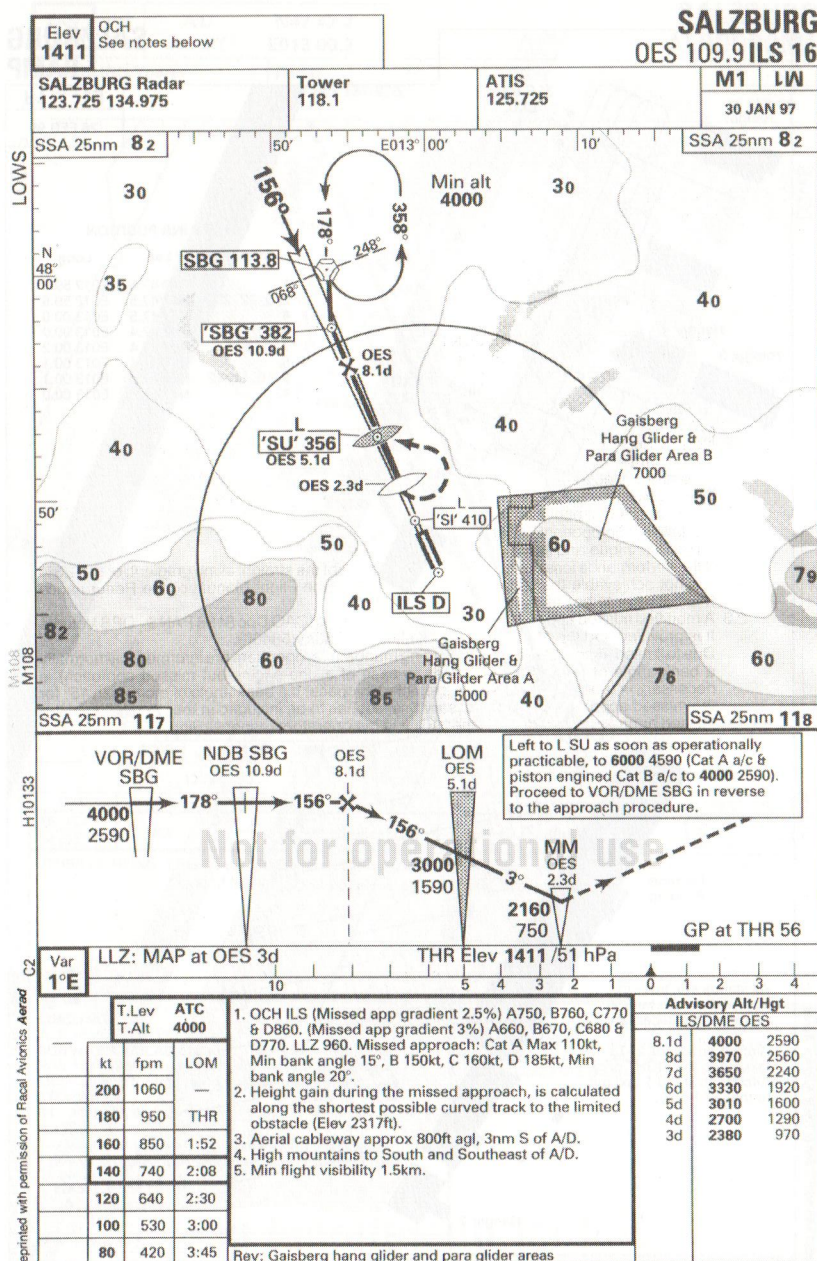 Elev
1411
OCH
See notes below
SALZBURG
OES 109.9 ILS 16
SALZBURG Radar
123.725 134.975
Tower
118.1
ATIS
125.725
M1
M1
30 JAN 97
LOWS
SSA 25nm 82
50'
E013° 00'
10'
SSA 25nm 82
30
156°
178°
358°
Min alt
4000
30
N
48°
00'
SBG 113.8
248°
068°
35
40
'SBG' 382
OES 10.9d
OES
8.1d
40
L
'SU' 356
OES 5.1d
40
Gaisberg
Hang Glider &
Para Glider Area B
7000
OES 2.3d
50
50'
L
'SI' 410
50
60
50
60
80
40
ILS D
30
79
82
Gaisberg
Hang Glider &
Para Glider Area A
5000
80
60
60
76
85
85
40
M108
M108
SSA 25nm 117
SSA 25nm 118
VOR/DME
SBG
NDB SBG
OES 10.9d
OES
8.1d
LOM
OES
5.1d
Left to L SU as soon as operationally
practicable, to 6000 4590 (Cat A a/c &
piston engined Cat B a/c to 4000 2590).
Proceed to VOR/DME SBG in reverse
to the approach procedure.
H10133
4000
2590
178°
156°
156°
3000
1590
3°
MM
OES
2.3d
2160
750
Not for operational use
GP at THR 56
C2
Var
1°E
LLZ: MAP at OES 3d
THR Elev 1411 /51 hPa
10 5 4 3 2 1 0 0 1 2 3 4
T.Lev ATC
T.Alt 4000
kt fpm LOM
200 1060 —
180 950 THR
160 850 1:52
140 740 2:08
120 640 2:30
100 530 3:00
80 420 3:45
1. OCH ILS (Missed app gradient 2.5%) A750, B760, C770
& D860. (Missed app gradient 3%) A660, B670, C680 &
D770. LLZ 960. Missed approach: Cat A Max 110kt,
Min bank angle 15°, B 150kt, C 160kt, D 185kt, Min
bank angle 20°.
2. Height gain during the missed approach, is calculated
along the shortest possible curved track to the limited
obstacle (Elev 2317ft).
3. Aerial cableway approx 800ft agl, 3nm S of A/D.
4. High mountains to South and Southeast of A/D.
5. Min flight visibility 1.5km.
Rev: Gaisberg hang glider and para glider areas
Advisory Alt/Hgt
ILS/DME OES
8.1d 4000 2590
8d 3970 2560
7d 3650 2240
6d 3330 1920
5d 3010 1600
4d 2700 1290
3d 2380 970
eprinted with permission of Racal Avionics Aerad